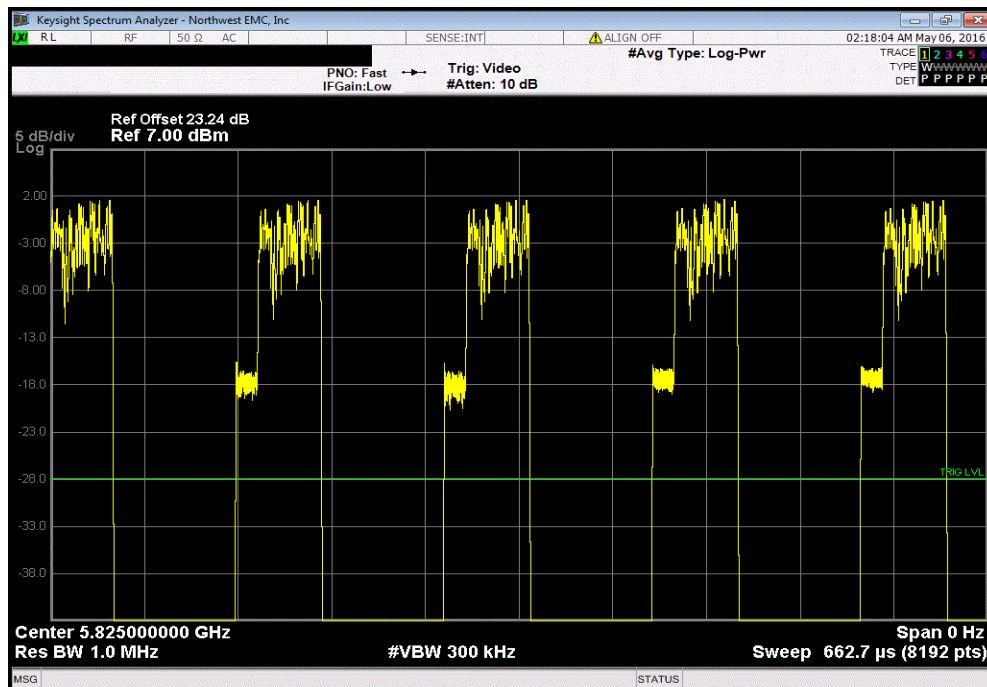 Keysight Spectrum Analyzer - Northwest EMC, Inc
LXI RL RF 50 Ω AC SENSE:INT ALIGN OFF 02:18:04 AM May 06, 2016
#Avg Type: Log-Pwr
TRACE 1 2 3 4 5 6
PNO: Fast Trig: Video TYPE WWWWWW
IFGain:Low #Atten: 10 dB DET P P P P P P
Ref Offset 23.24 dB
5 dB/div Ref 7.00 dBm
Log
2.00
-3.00
-8.00
-13.0
-18.0
-23.0
TRIG LVL
-28.0
-33.0
-38.0
Center 5.825000000 GHz Span 0 Hz
Res BW 1.0 MHz #VBW 300 kHz Sweep 662.7 µs (8192 pts)
MSG STATUS